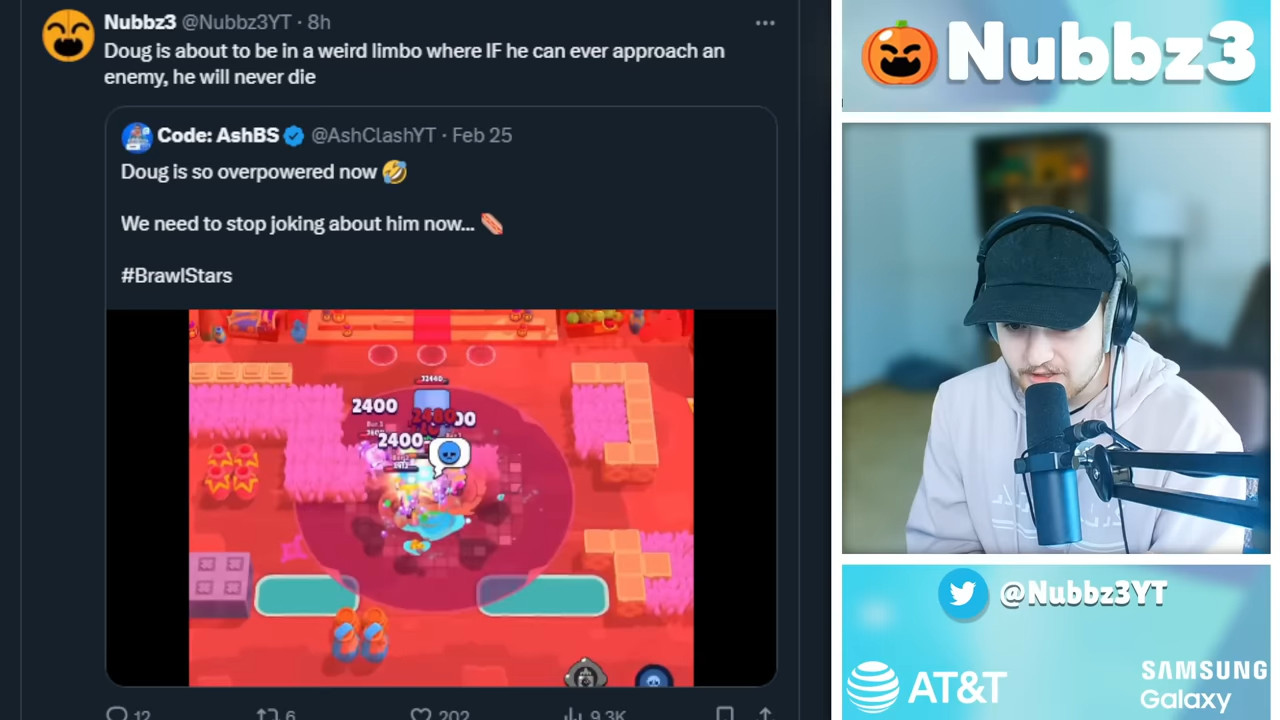 Nubbz3 @Nubbz3YT · 8h
Doug is about to be in a weird limbo where IF he can ever approach an
enemy, he will never die
Code: AshBS @AshClashYT · Feb 25
Doug is so overpowered now 🤣
We need to stop joking about him now... 🌭
#BrawlStars
2400
2400
12
6
202
9.3K
Nubbz3
@Nubbz3YT
AT&T
SAMSUNG
Galaxy